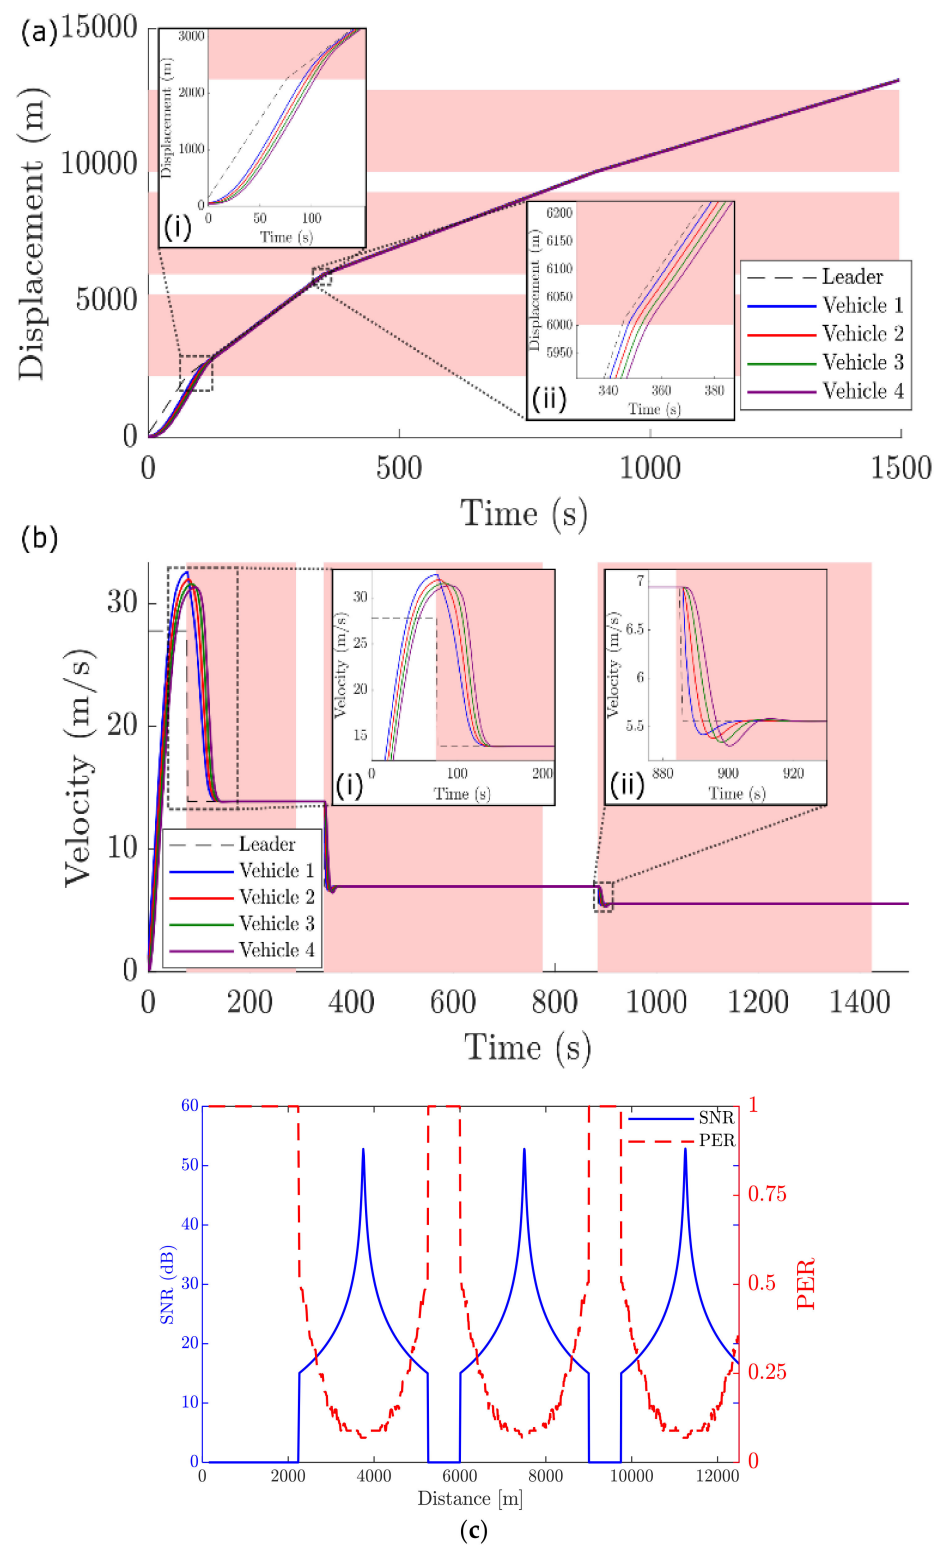 (a)
15000
10000
5000
0
Displacement (m)
0
500
1000
1500
Time (s)
3000
2000
1000
0
Displacement (m)
0
50
100
Time (s)
(i)
6200
6150
6100
6050
6000
5950
Displacement (m)
340
360
380
Time (s)
(ii)
Leader
Vehicle 1
Vehicle 2
Vehicle 3
Vehicle 4
(b)
30
20
10
0
Velocity (m/s)
0
200
400
600
800
1000
1200
1400
Time (s)
30
25
20
15
Velocity (m/s)
0
100
200
Time (s)
(i)
7
6.5
6
5.5
Velocity (m/s)
880
900
920
Time (s)
(ii)
Leader
Vehicle 1
Vehicle 2
Vehicle 3
Vehicle 4
60
50
40
30
20
10
0
SNR (dB)
1
0.75
0.5
0.25
0
PER
SNR
PER
0
2000
4000
6000
8000
10000
12000
Distance [m]
(c)